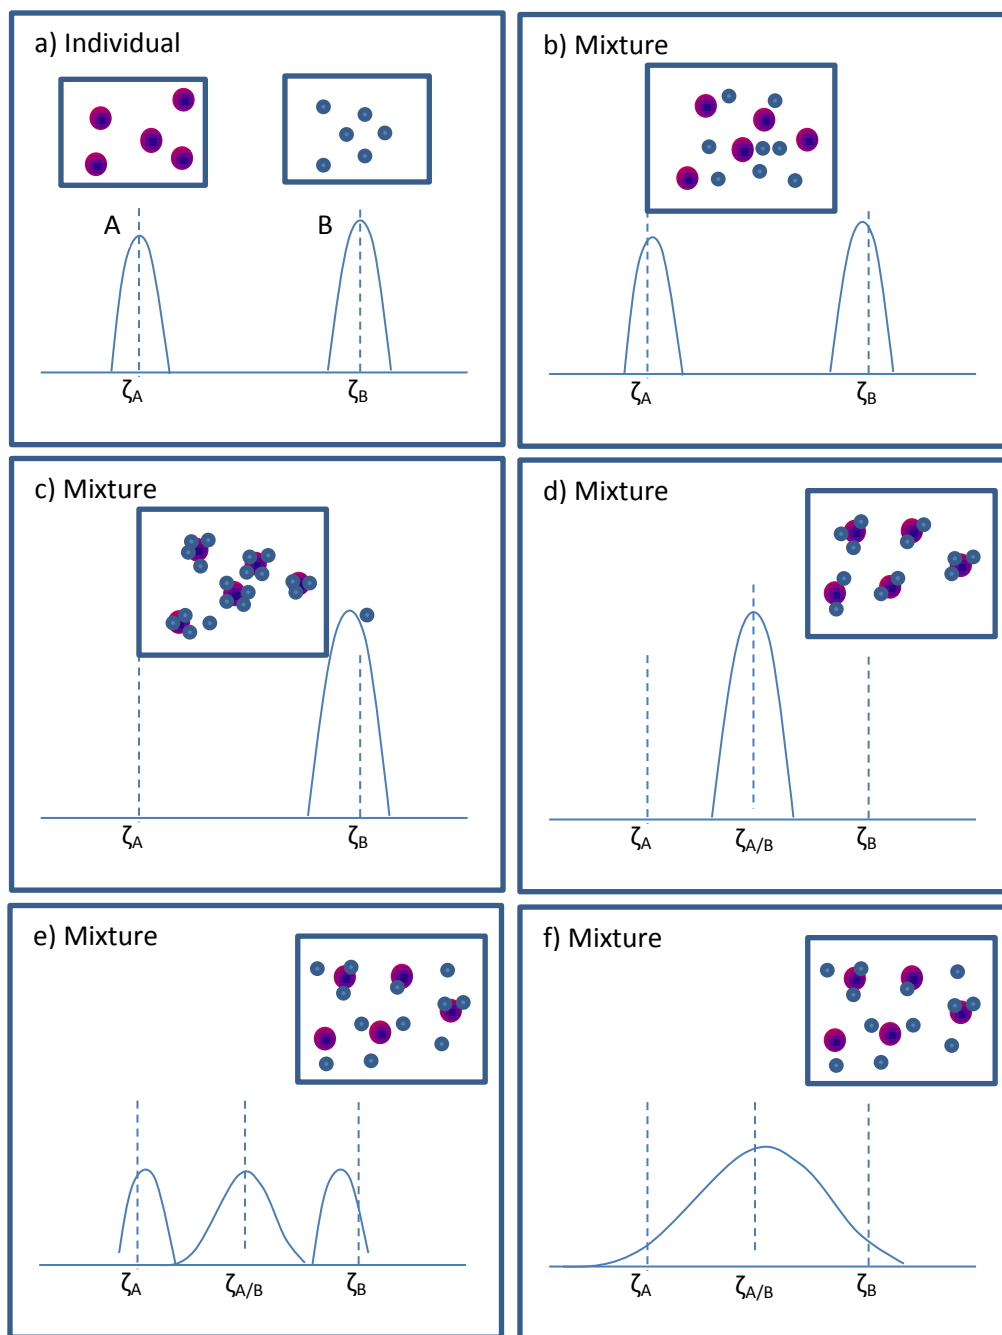 a) Individual
A
B
ζA
ζB
b) Mixture
ζA
ζB
c) Mixture
ζA
ζB
d) Mixture
ζA
ζA/B
ζB
e) Mixture
ζA
ζA/B
ζB
f) Mixture
ζA
ζA/B
ζB